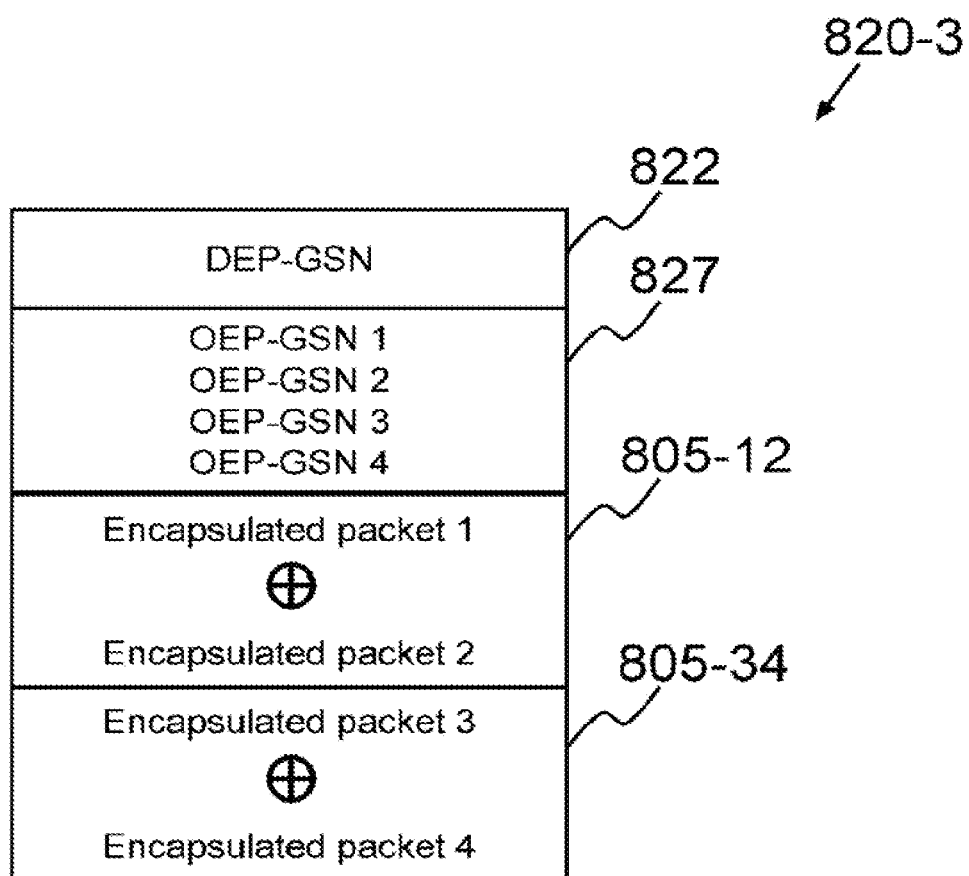 820-3
822
DEP-GSN
827
OEP-GSN 1
OEP-GSN 2
OEP-GSN 3
OEP-GSN 4
805-12
Encapsulated packet 1
⊕
Encapsulated packet 2
805-34
Encapsulated packet 3
⊕
Encapsulated packet 4